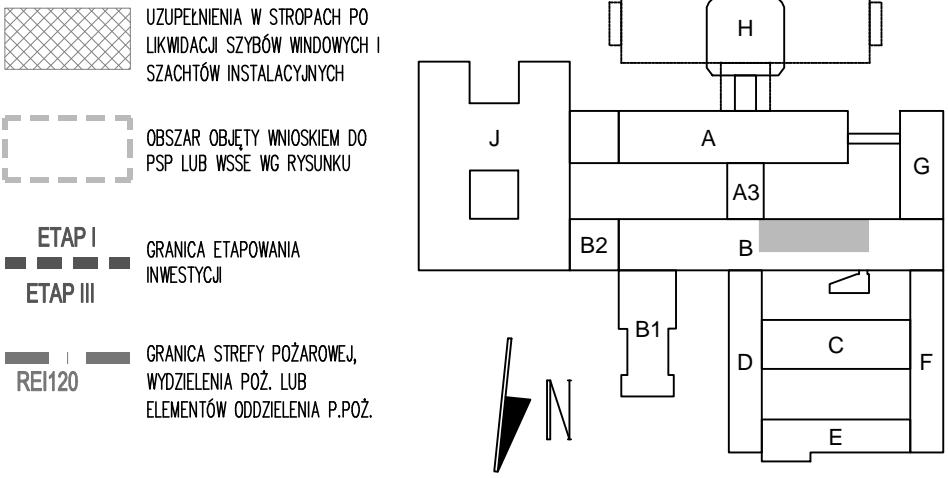 UZUPEŁNIENIA W STROPACH PO
LIKWIDACJI SZYBÓW WINDOWYCH I
SZACHTÓW INSTALACYJNYCH
OBSZAR OBJĘTY WNIOSKIEM DO
PSP LUB WSSE WG RYSUNKU
ETAP I
ETAP III
GRANICA ETAPOWANIA
INWESTYCJI
REI120
GRANICA STREFY POŻAROWEJ,
WYDZIELENIA POŻ. LUB
ELEMENTÓW ODDZIELENIA P.POŻ.
H
J
A
G
A3
B2
B
B1
D
C
F
E
N